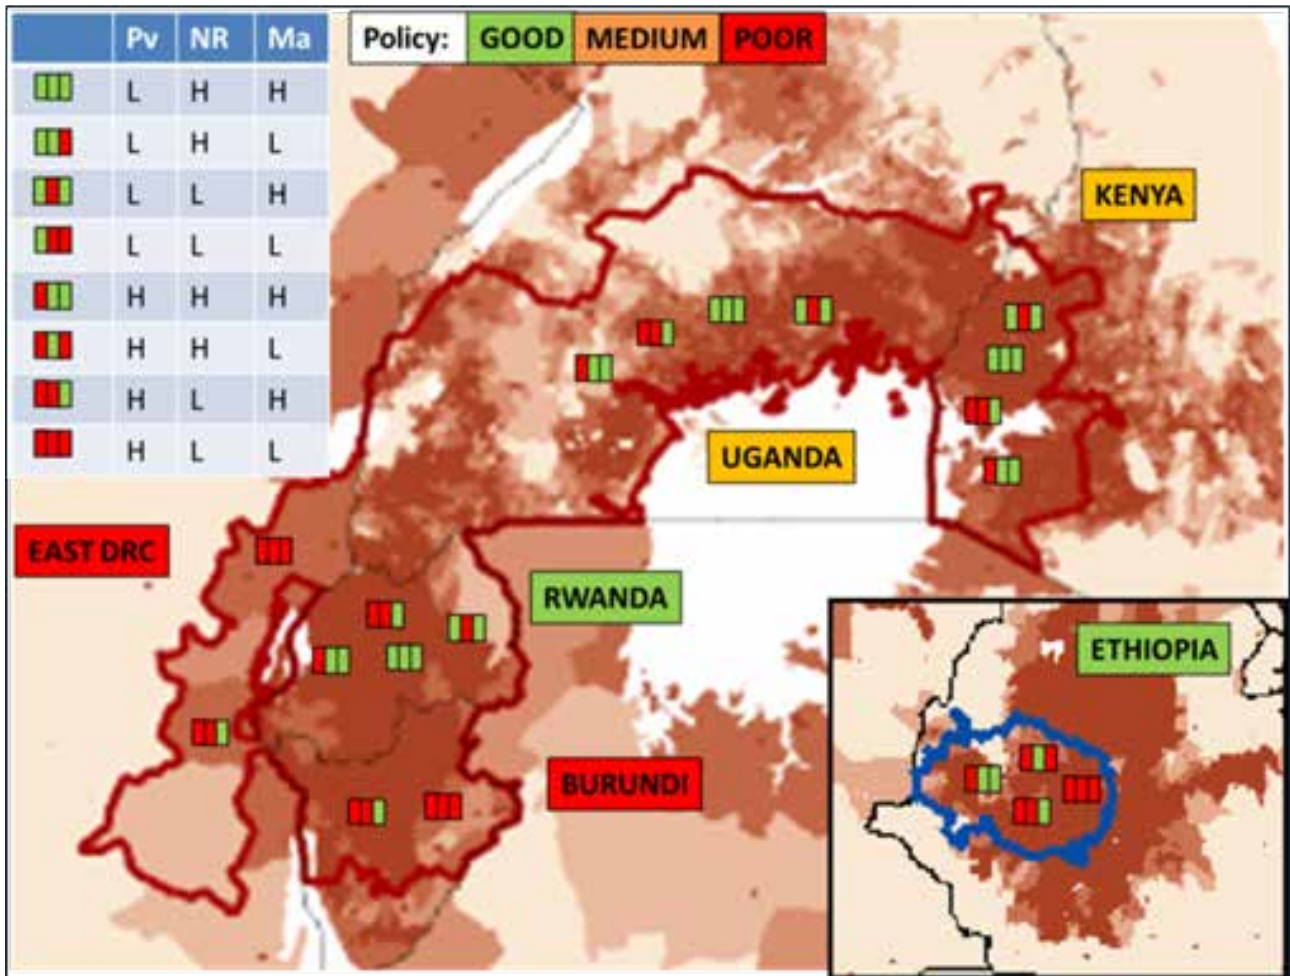 Pv NR Ma
L H H
L H L
L L H
L L L
H H H
H H L
H L H
H L L
Policy: GOOD MEDIUM POOR
KENYA
UGANDA
EAST DRC
RWANDA
ETHIOPIA
BURUNDI